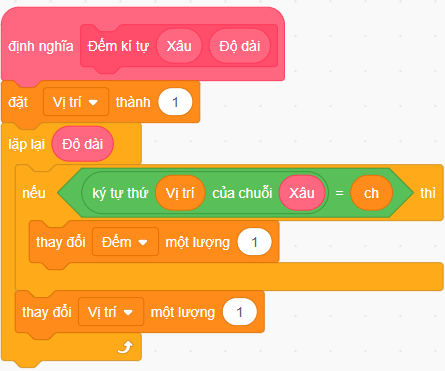 định nghĩa Đếm kí tự Xâu Độ dài
đặt Vị trí thành 1
lặp lại Độ dài
nếu ký tự thứ Vị trí của chuỗi Xâu = ch thì
thay đổi Đếm một lượng 1
thay đổi Vị trí một lượng 1